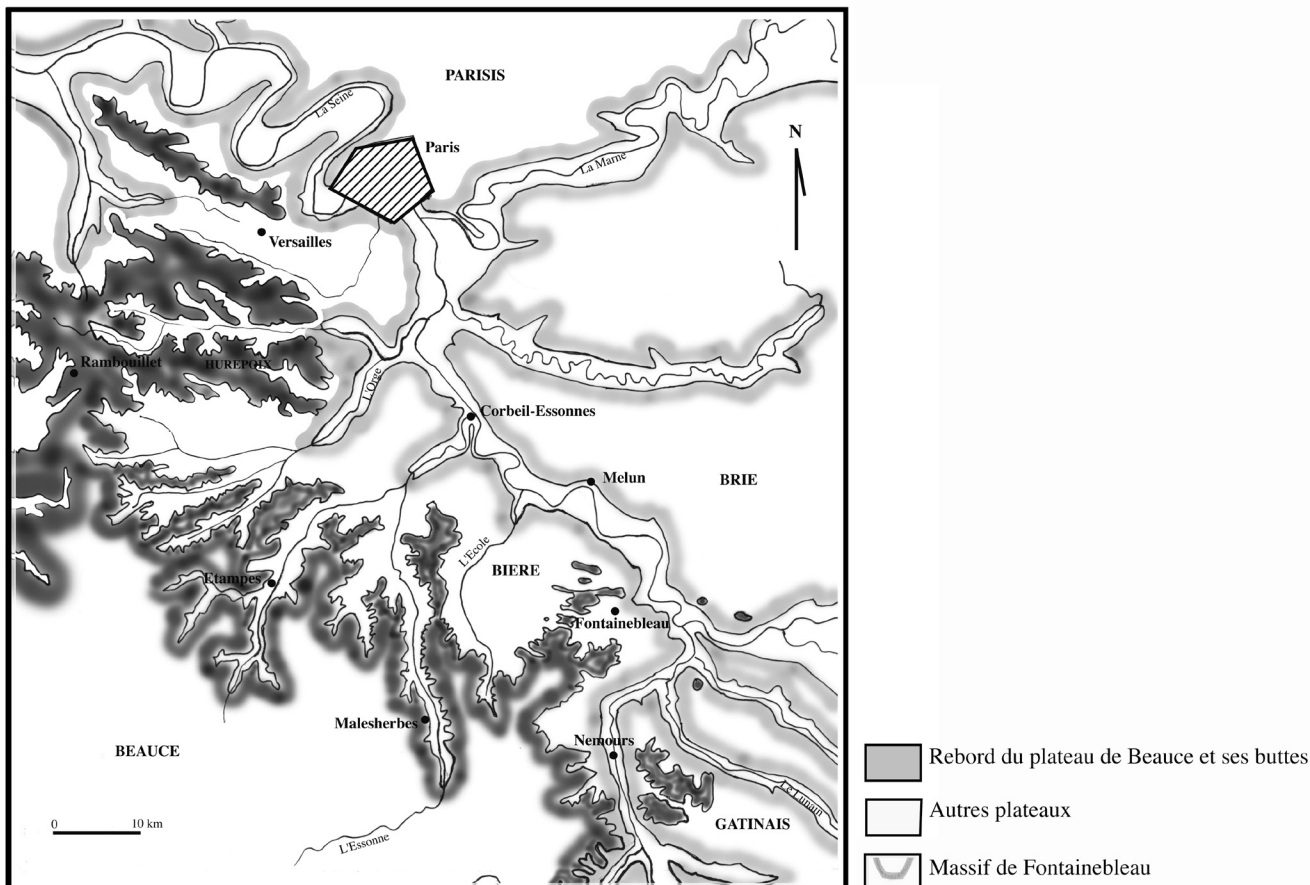 PARISIS
La Seine
N
Paris
La Marne
Versailles
Rambouillet
HUREPOIX
L'Orge
Corbeil-Essonnes
Melun
BRIE
L'Ecole
BIERE
Etampes
Fontainebleau
Malesherbes
Nemours
BEAUCE
Le Lunain
GATINAIS
0 10 km
L'Essonne
Rebord du plateau de Beauce et ses buttes
Autres plateaux
Massif de Fontainebleau